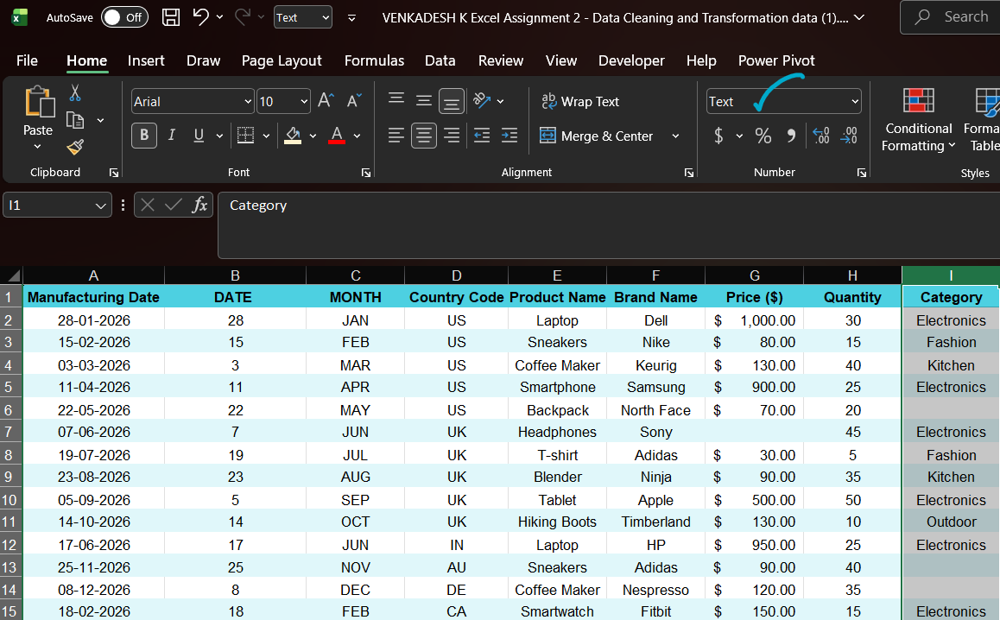 AutoSave Off Text VENKADESH K Excel Assignment 2 - Data Cleaning and Transformation data (1).... Search
File Home Insert Draw Page Layout Formulas Data Review View Developer Help Power Pivot
Arial 10 A A Wrap Text Text
Paste B I U A Merge & Center $ % 9 .00 .00 Conditional Formatting Forma Table
Clipboard Font Alignment Number Styles
I1 fx Category
A B C D E F G H I
1 Manufacturing Date DATE MONTH Country Code Product Name Brand Name Price ($) Quantity Category
2 28-01-2026 28 JAN US Laptop Dell $ 1,000.00 30 Electronics
3 15-02-2026 15 FEB US Sneakers Nike $ 80.00 15 Fashion
4 03-03-2026 3 MAR US Coffee Maker Keurig $ 130.00 40 Kitchen
5 11-04-2026 11 APR US Smartphone Samsung $ 900.00 25 Electronics
6 22-05-2026 22 MAY US Backpack North Face $ 70.00 20
7 07-06-2026 7 JUN UK Headphones Sony 45 Electronics
8 19-07-2026 19 JUL UK T-shirt Adidas $ 30.00 5 Fashion
9 23-08-2026 23 AUG UK Blender Ninja $ 90.00 35 Kitchen
10 05-09-2026 5 SEP UK Tablet Apple $ 500.00 50 Electronics
11 14-10-2026 14 OCT UK Hiking Boots Timberland $ 130.00 10 Outdoor
12 17-06-2026 17 JUN IN Laptop HP $ 950.00 25 Electronics
13 25-11-2026 25 NOV AU Sneakers Adidas $ 90.00 40
14 08-12-2026 8 DEC DE Coffee Maker Nespresso $ 120.00 35
15 18-02-2026 18 FEB CA Smartwatch Fitbit $ 150.00 15 Electronics